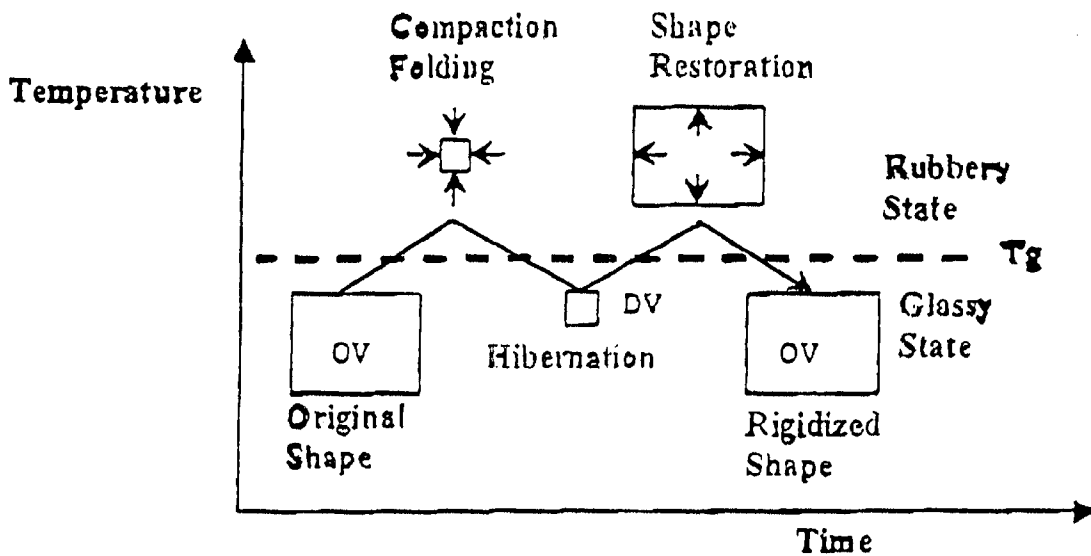 Compaction
Folding
Shape
Restoration
Temperature
Rubbery
State
Tg
OV
Original
Shape
DV
Hibernation
OV
Rigidized
Shape
Glassy
State
Time